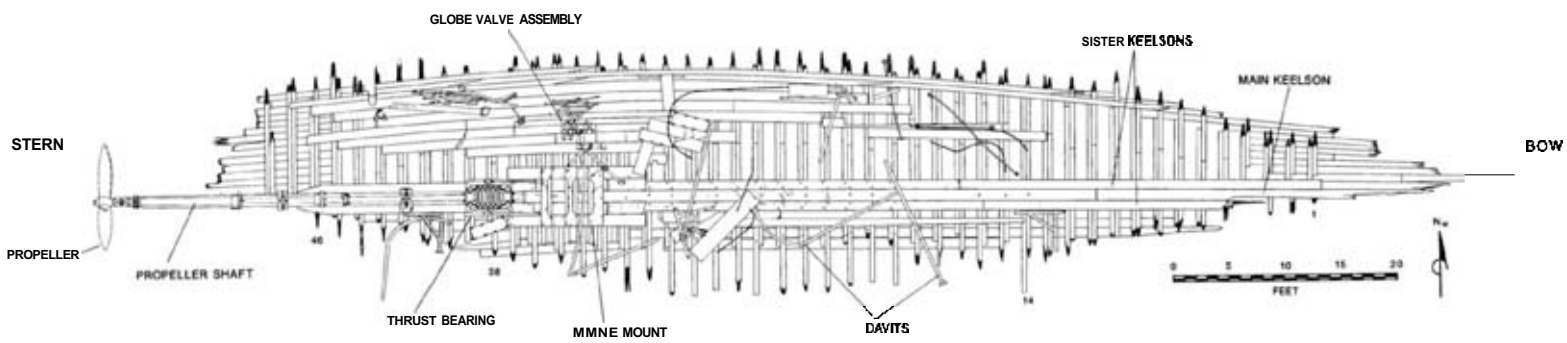 GLOBE VALVE ASSEMBLY
SISTER KEELSONS
MAIN KEELSON
STERN
BOW
PROPELLER
PROPELLER SHAFT
46
38
THRUST BEARING
MMNE MOUNT
DAVITS
14
1
0 5 10 15 20
FEET